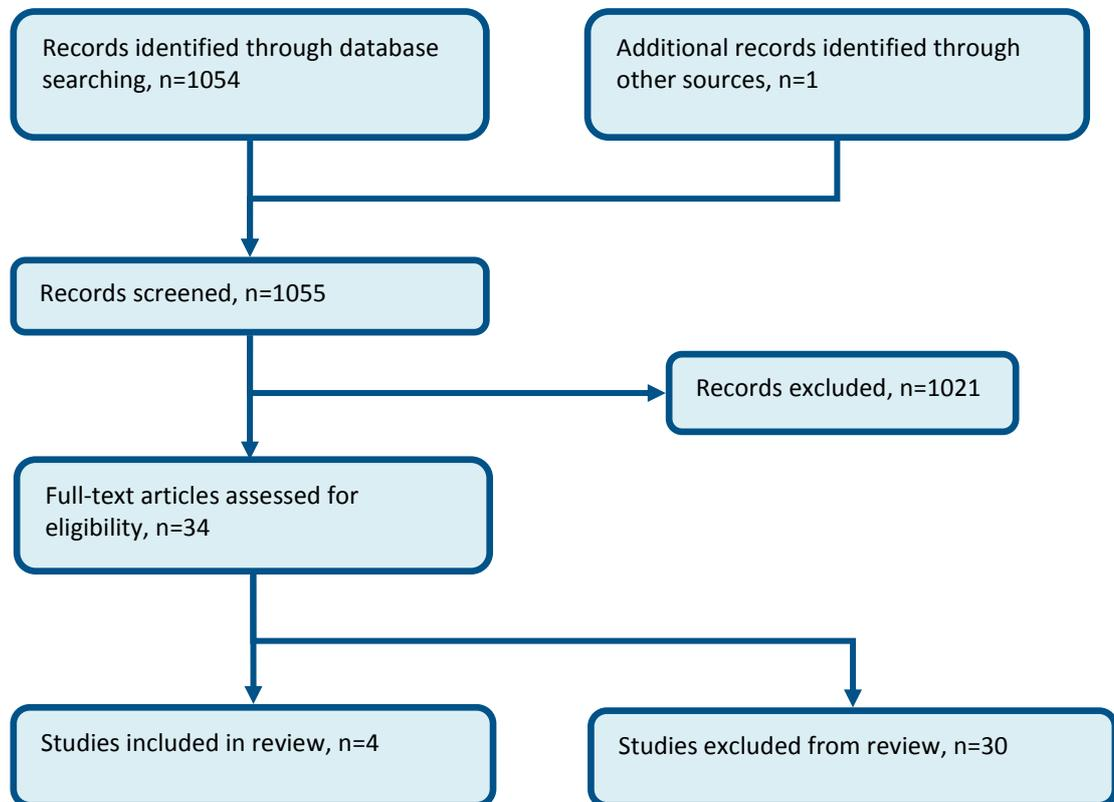 Records identified through database
searching, n=1054
Additional records identified through
other sources, n=1
Records screened, n=1055
Records excluded, n=1021
Full-text articles assessed for
eligibility, n=34
Studies included in review, n=4
Studies excluded from review, n=30